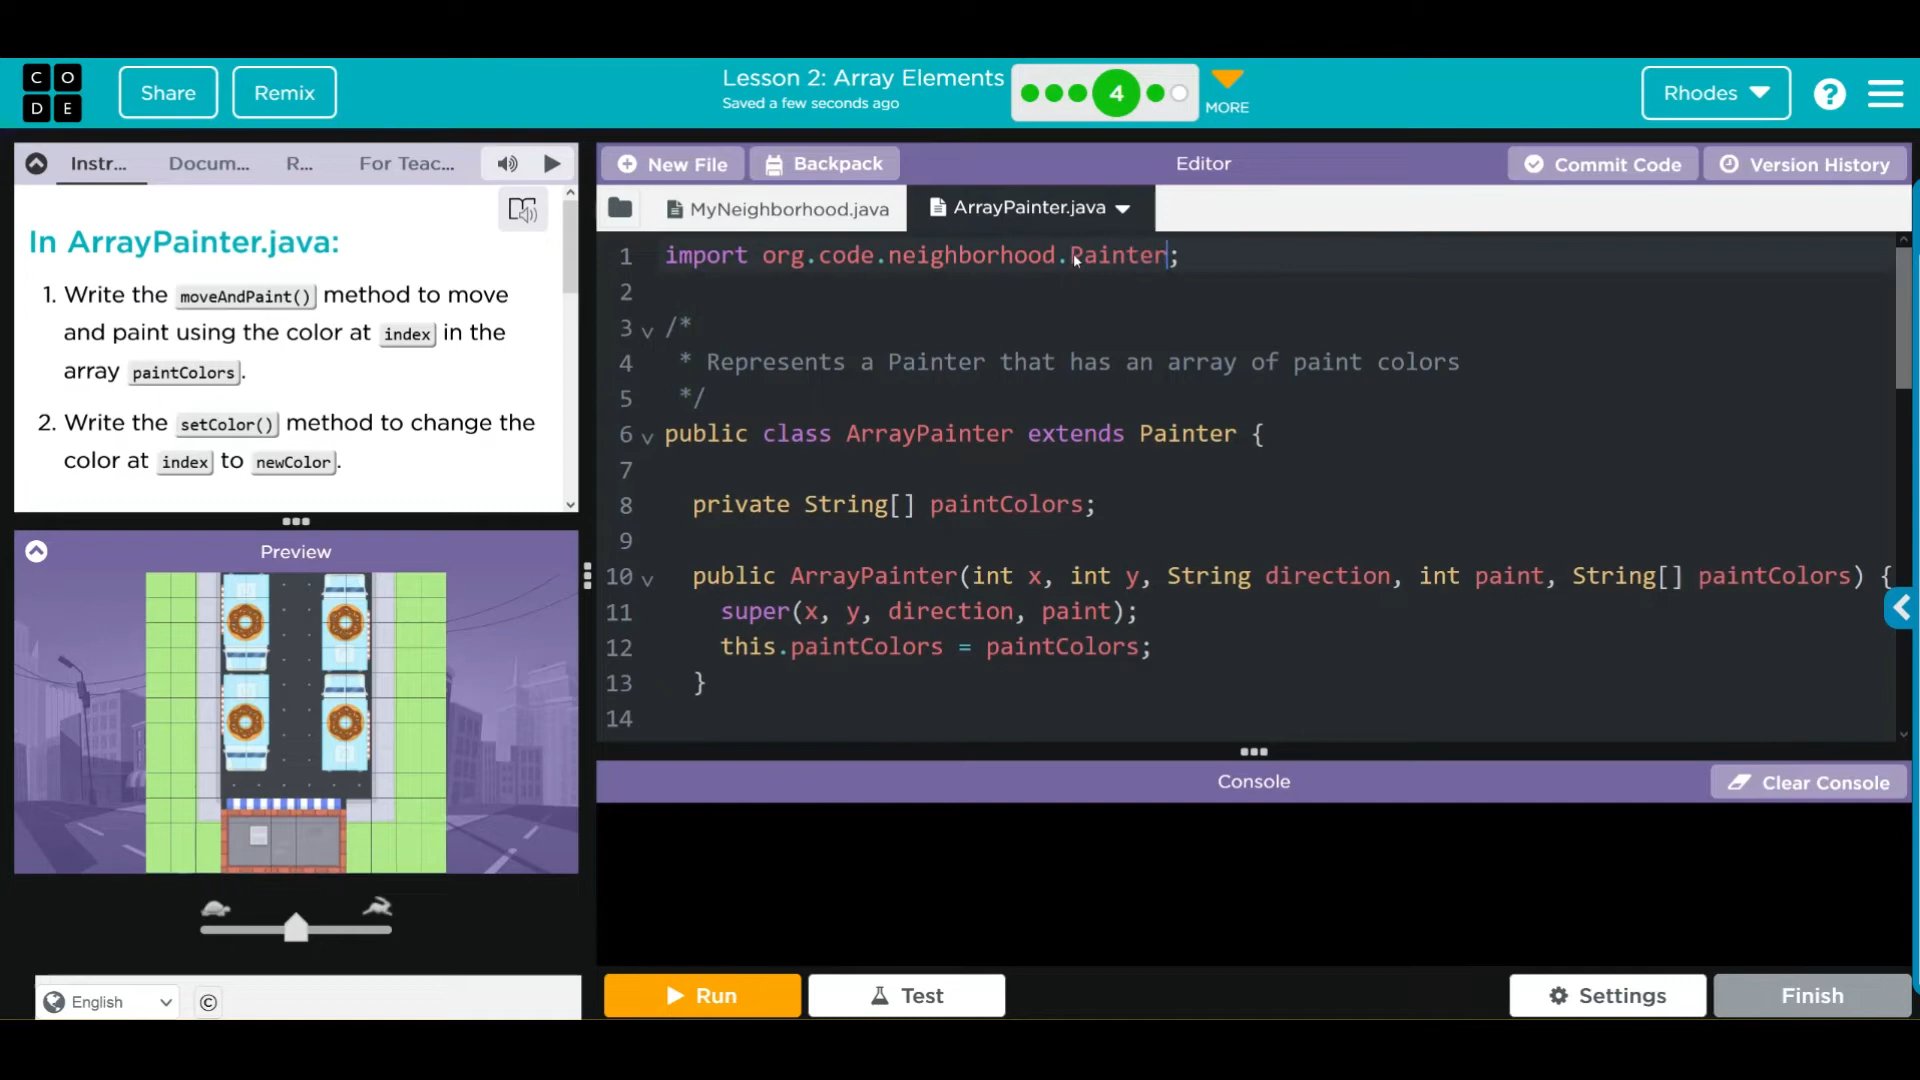 C O
D E
Share
Remix
Lesson 2: Array Elements
Saved a few seconds ago
4
MORE
Rhodes
?
Instr...
Docum...
R...
For Teac...
New File
Backpack
Editor
Commit Code
Version History
MyNeighborhood.java
ArrayPainter.java
In ArrayPainter.java:
1. Write the moveAndPaint() method to move
and paint using the color at index in the
array paintColors.
2. Write the setColor() method to change the
color at index to newColor.
Preview
1 import org.code.neighborhood.Painter;
2
3 /*
4 * Represents a Painter that has an array of paint colors
5 */
6 public class ArrayPainter extends Painter {
7
8 private String[] paintColors;
9
10 public ArrayPainter(int x, int y, String direction, int paint, String[] paintColors) {
11 super(x, y, direction, paint);
12 this.paintColors = paintColors;
13 }
14
Console
Clear Console
English
©
Run
Test
Settings
Finish